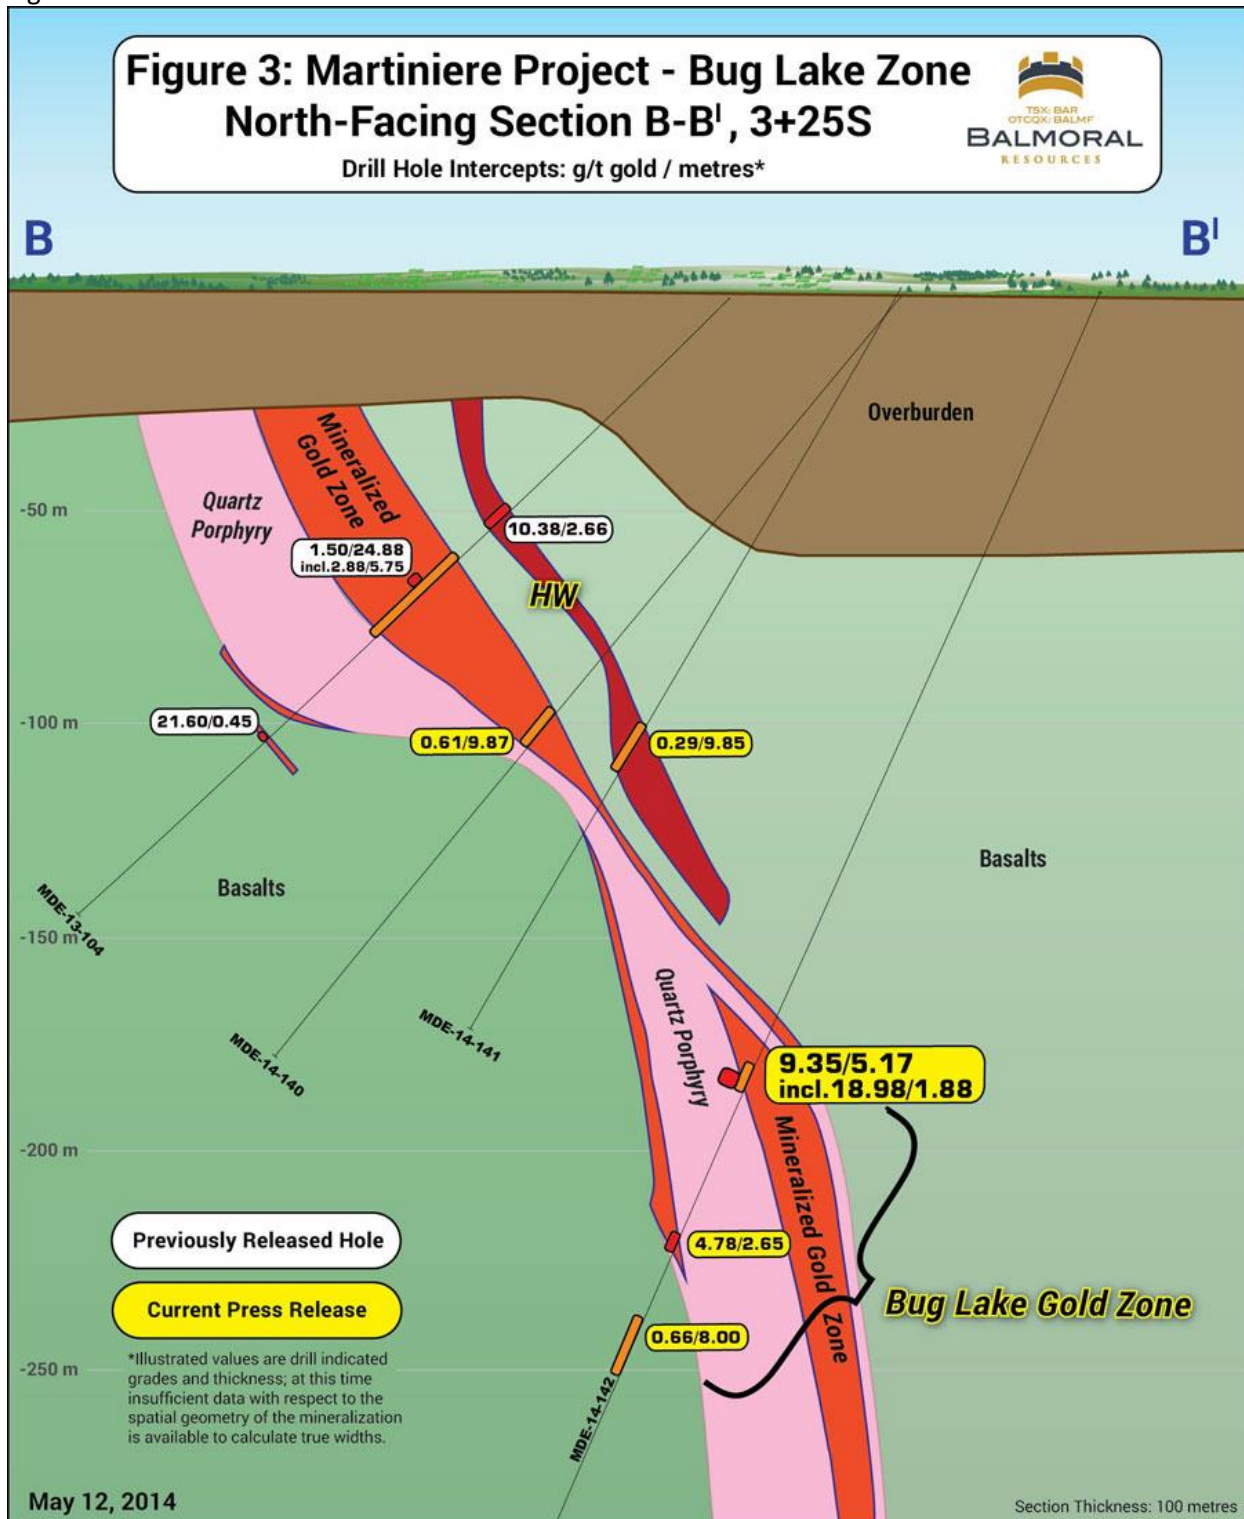 Figure 3: Martiniere Project - Bug Lake Zone
North-Facing Section B-B' , 3+25S
Drill Hole Intercepts: g/t gold / metres*
TSX: BAR
OTCQX: BALMF
BALMORAL
RESOURCES
B
B'
Overburden
Mineralized
Gold Zone
Quartz
Porphyry
-50 m
10.38/2.66
1.50/24.88
incl.2.88/5.75
HW
-100 m
21.60/0.45
0.61/9.87
0.29/9.85
Basalts
Basalts
MDE-13-104
-150 m
MDE-14-141
MDE-14-140
Quartz Porphyry
9.35/5.17
incl.18.98/1.88
-200 m
Mineralized Gold Zone
4.78/2.65
Bug Lake Gold Zone
0.66/8.00
-250 m
MDE-14-142
Previously Released Hole
Current Press Release
*Illustrated values are drill indicated
grades and thickness; at this time
insufficient data with respect to the
spatial geometry of the mineralization
is available to calculate true widths.
May 12, 2014
Section Thickness: 100 metres